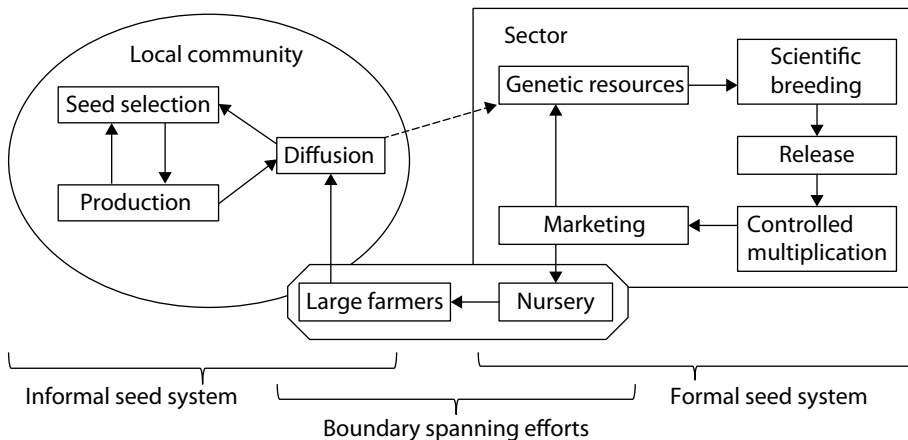 Local community
Seed selection
Diffusion
Production
Sector
Genetic resources
Scientific
breeding
Release
Marketing
Controlled
multiplication
Large farmers
Nursery
Informal seed system
Formal seed system
Boundary spanning efforts